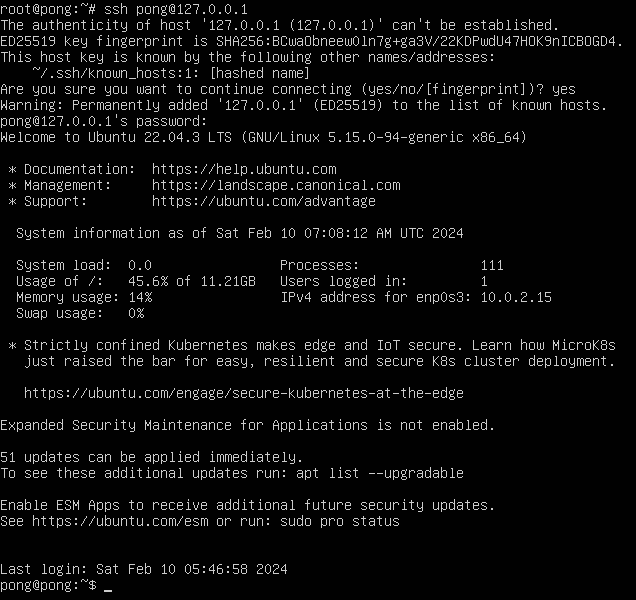 root@pong:~# ssh pong@127.0.0.1
The authenticity of host '127.0.0.1 (127.0.0.1)' can't be established.
ED25519 key fingerprint is SHA256:BCwaObneew0ln7g+ga3V/22KDPwdU47HOK9nICBOGD4.
This host key is known by the following other names/addresses:
    ~/.ssh/known_hosts:1: [hashed name]
Are you sure you want to continue connecting (yes/no/[fingerprint])? yes
Warning: Permanently added '127.0.0.1' (ED25519) to the list of known hosts.
pong@127.0.0.1's password:
Welcome to Ubuntu 22.04.3 LTS (GNU/Linux 5.15.0-94-generic x86_64)

 * Documentation:  https://help.ubuntu.com
 * Management:     https://landscape.canonical.com
 * Support:        https://ubuntu.com/advantage

  System information as of Sat Feb 10 07:08:12 AM UTC 2024

  System load:  0.0                Processes:               111
  Usage of /:   45.6% of 11.21GB   Users logged in:         1
  Memory usage: 14%                IPv4 address for enp0s3: 10.0.2.15
  Swap usage:   0%

 * Strictly confined Kubernetes makes edge and IoT secure. Learn how MicroK8s
   just raised the bar for easy, resilient and secure K8s cluster deployment.

   https://ubuntu.com/engage/secure-kubernetes-at-the-edge

Expanded Security Maintenance for Applications is not enabled.

51 updates can be applied immediately.
To see these additional updates run: apt list --upgradable

Enable ESM Apps to receive additional future security updates.
See https://ubuntu.com/esm or run: sudo pro status


Last login: Sat Feb 10 05:46:58 2024
pong@pong:~$ _